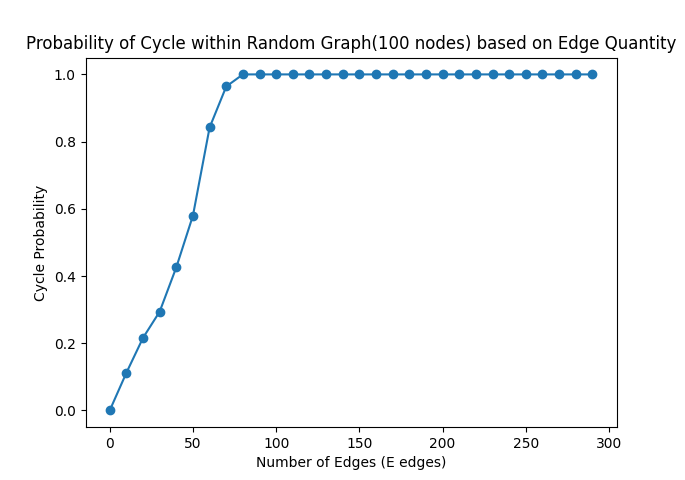 Probability of Cycle within Random Graph(100 nodes) based on Edge Quantity
1.0
0.8
0.6
0.4
0.2
0.0
Cycle Probability
0 50 100 150 200 250 300
Number of Edges (E edges)